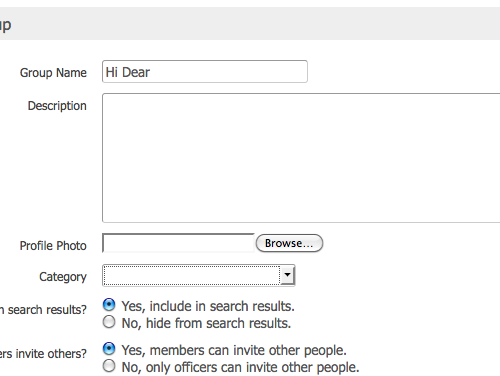 up
Group Name Hi Dear
Description
Profile Photo Browse...
Category
search results? Yes, include in search results.
No, hide from search results.
invite others? Yes, members can invite other people.
No, only officers can invite other people.